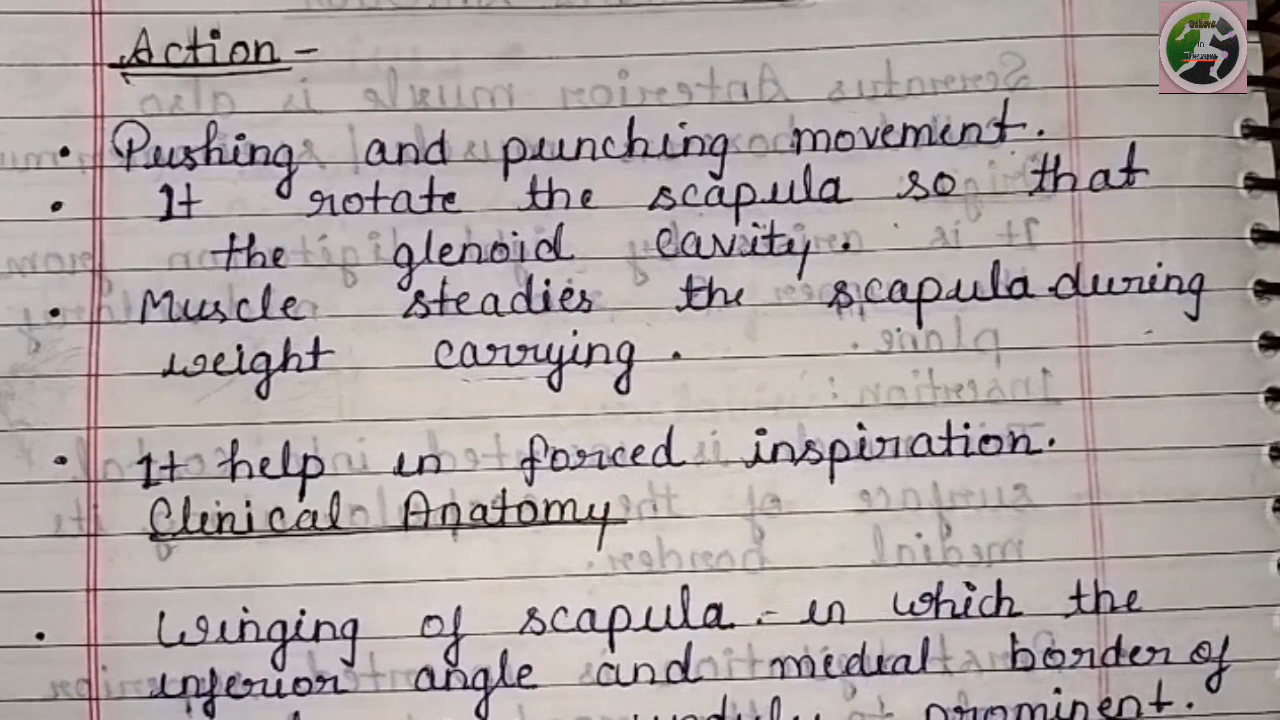 Action -
• Pushing and punching movement.
• It rotate the scapula so that
the glenoid cavity.
• Muscle steadies the scapula during
weight carrying.
• It help in forced inspiration.
Clinical Anatomy
• Winging of scapula - in which the
inferior angle and medial border of
unduly prominent.